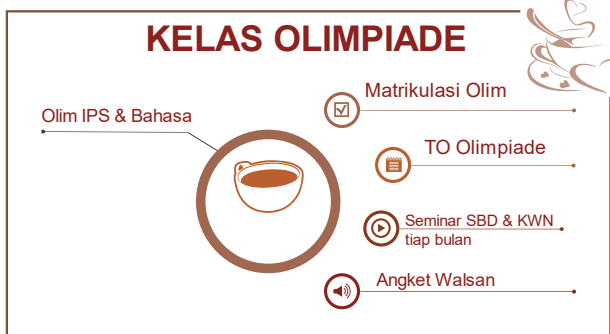 KELAS OLIMPIADE
Olim IPS & Bahasa
Matrikulasi Olim
TO Olimpiade
Seminar SBD & KWN
tiap bulan
Angket Walsan